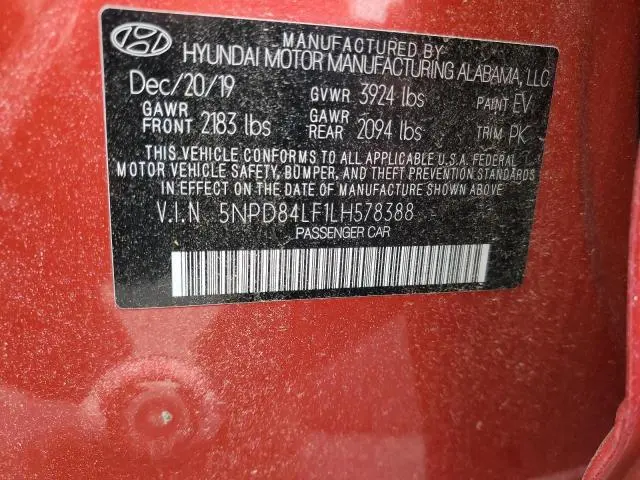 MANUFACTURED BY
HYUNDAI MOTOR MANUFACTURING ALABAMA, LLC
Dec/20/19 GVWR 3924 lbs PAINT EV
GAWR FRONT 2183 lbs GAWR REAR 2094 lbs TRIM PK
THIS VEHICLE CONFORMS TO ALL APPLICABLE U.S.A. FEDERAL
MOTOR VEHICLE SAFETY, BUMPER, AND THEFT PREVENTION STANDARDS
IN EFFECT ON THE DATE OF MANUFACTURE SHOWN ABOVE.
V.I.N 5NPD84LF1LH578388
PASSENGER CAR